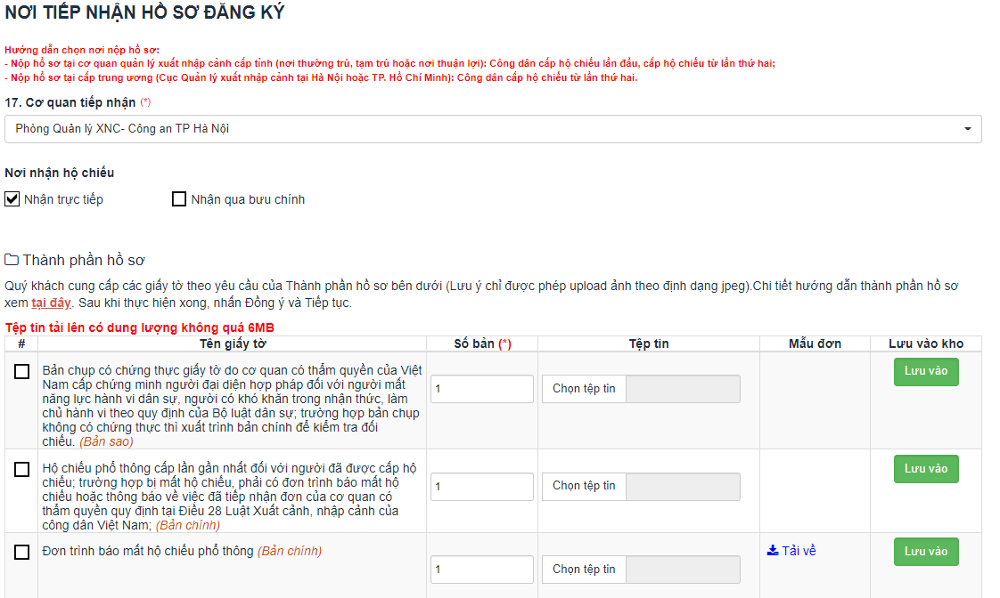 NƠI TIẾP NHẬN HỒ SƠ ĐĂNG KÝ
Hướng dẫn chọn nơi nộp hồ sơ:
- Nộp hồ sơ tại cơ quan quản lý xuất nhập cảnh cấp tỉnh (nơi thường trú, tạm trú hoặc nơi thuận lợi): Công dân cấp hộ chiếu lần đầu, cấp hộ chiếu từ lần thứ hai;
- Nộp hồ sơ tại cấp trung ương (Cục Quản lý xuất nhập cảnh tại Hà Nội hoặc TP. Hồ Chí Minh): Công dân cấp hộ chiếu từ lần thứ hai.
17. Cơ quan tiếp nhận (*)
Phòng Quản lý XNC- Công an TP Hà Nội
Nơi nhận hộ chiếu
Nhận trực tiếp Nhận qua bưu chính
Thành phần hồ sơ
Quý khách cung cấp các giấy tờ theo yêu cầu của Thành phần hồ sơ bên dưới (Lưu ý chỉ được phép upload ảnh theo định dạng jpeg).Chi tiết hướng dẫn thành phần hồ sơ
xem tại đây. Sau khi thực hiện xong, nhấn Đồng ý và Tiếp tục.
Tệp tin tải lên có dung lượng không quá 6MB
# Tên giấy tờ Số bản (*) Tệp tin Mẫu đơn Lưu vào kho
Bản chụp có chứng thực giấy tờ do cơ quan có thẩm quyền của Việt
Nam cấp chứng minh người đại diện hợp pháp đối với người mất
năng lực hành vi dân sự, người có khó khăn trong nhận thức, làm
chủ hành vi theo quy định của Bộ luật dân sự; trường hợp bản chụp
không có chứng thực thì xuất trình bản chính để kiểm tra đối
chiếu. (Bản sao)
1 Chọn tệp tin Lưu vào
Hộ chiếu phổ thông cấp lần gần nhất đối với người đã được cấp hộ
chiếu; trường hợp bị mất hộ chiếu, phải có đơn trình báo mất hộ
chiếu hoặc thông báo về việc đã tiếp nhận đơn của cơ quan có
thẩm quyền quy định tại Điều 28 Luật Xuất cảnh, nhập cảnh của
công dân Việt Nam; (Bản chính)
1 Chọn tệp tin Lưu vào
Đơn trình báo mất hộ chiếu phổ thông (Bản chính)
1 Chọn tệp tin Tải về Lưu vào